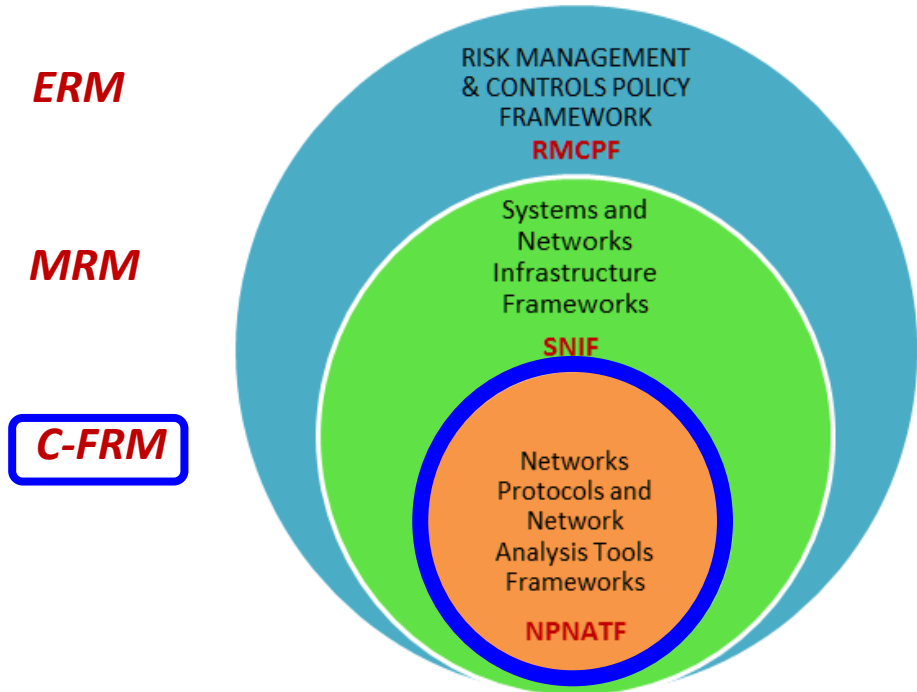 ERM
RISK MANAGEMENT
& CONTROLS POLICY
FRAMEWORK
RMCPF
MRM
Systems and
Networks
Infrastructure
Frameworks
SNIF
C-FRM
Networks
Protocols and
Network
Analysis Tools
Frameworks
NPNATF